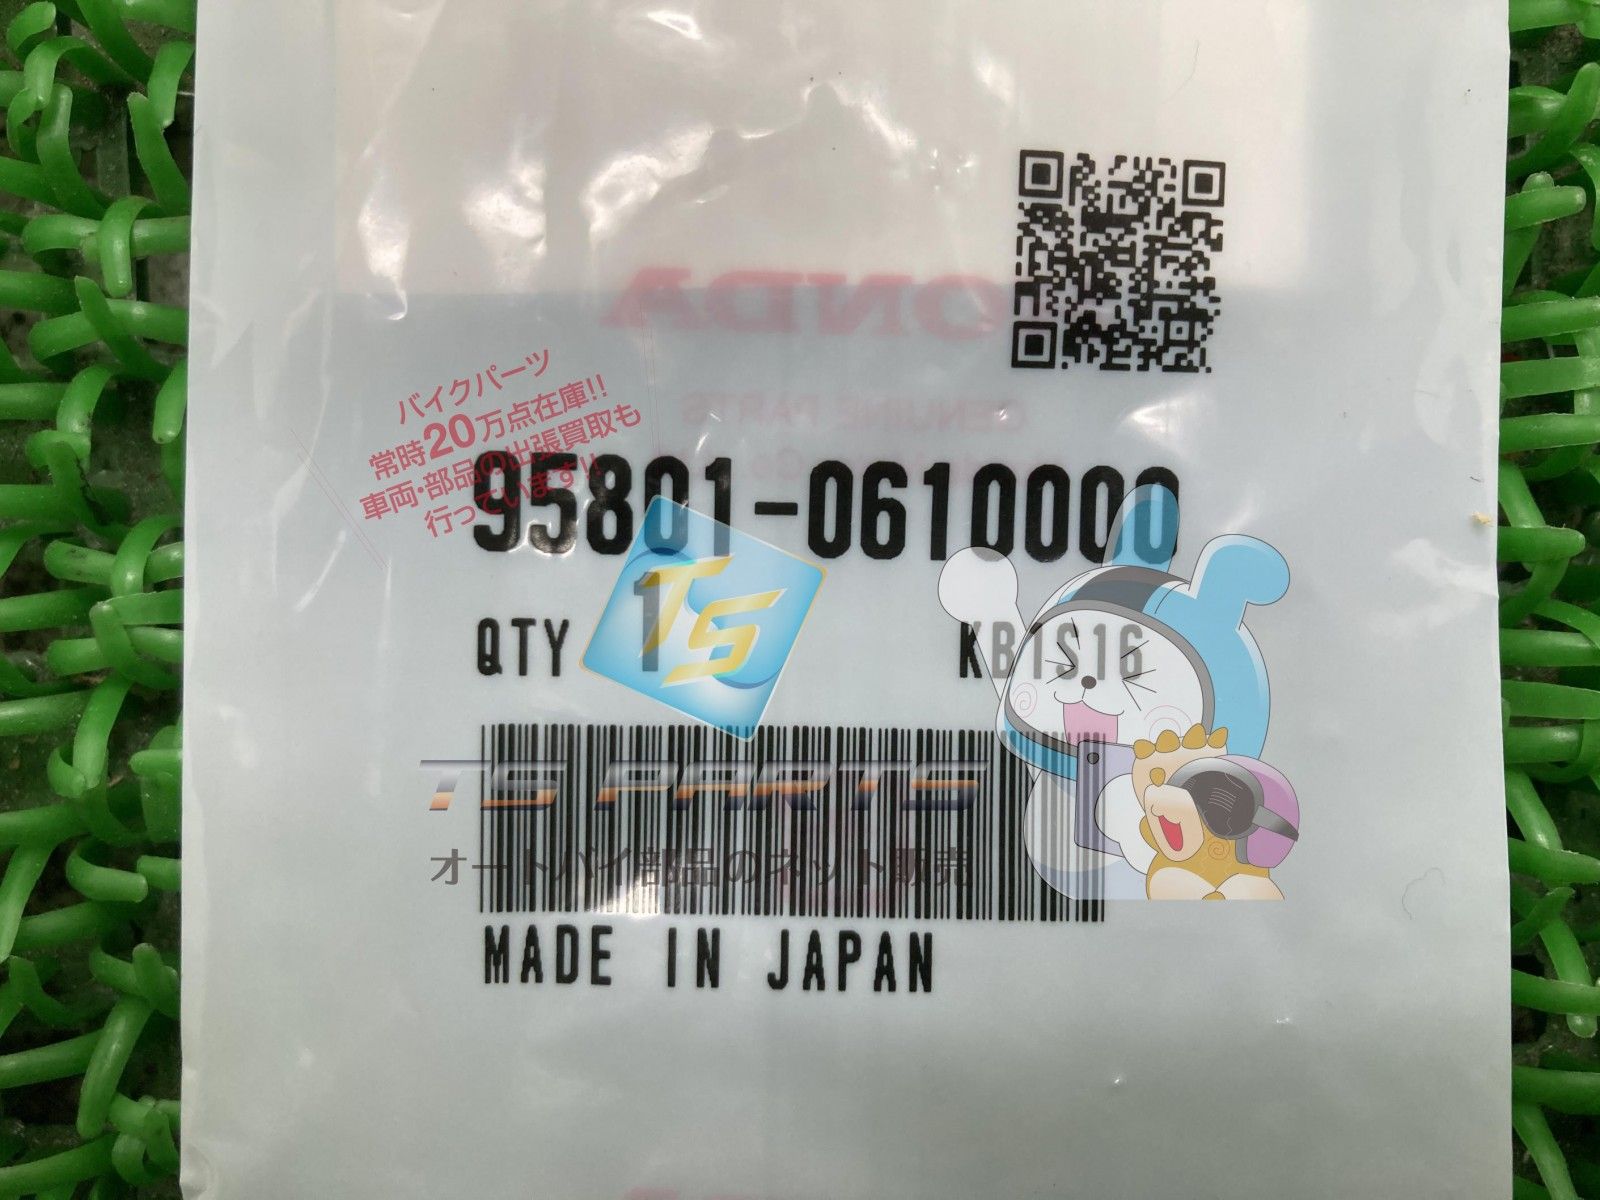 ONDA
GENUINE PARTS
バイクパーツ
常時20万点在庫!!
車両・部品の出張買取も
行っています!!
95801-0610000
TS
QTY 1 KB1S16
TS PARTS
オートバイ部品のネット販売
MADE IN JAPAN